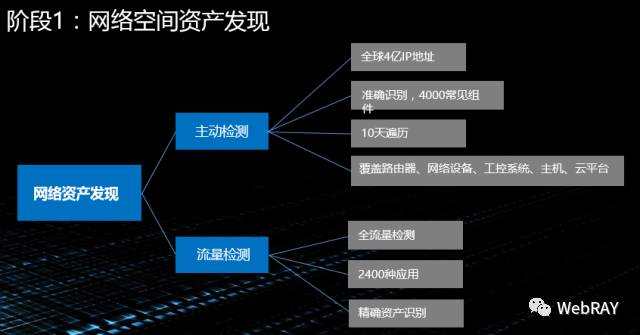 阶段1：网络空间资产发现
全球4亿IP地址
准确识别，4000常见组
件
主动检测
10天遍历
覆盖路由器、网络设备、工控系统、主机、云平台
网络资产发现
全流量检测
流量检测
2400种应用
精确资产识别
WebRAY